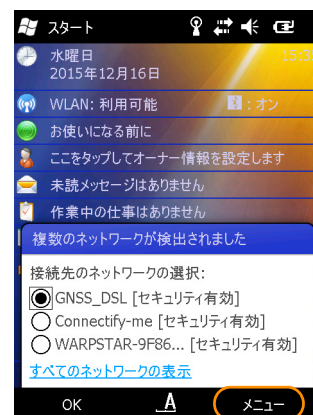 スタート
水曜日
2015年12月16日
WLAN: 利用可能
: オン
お使いになる前に
ここをタップしてオーナー情報を設定します
未読メッセージはありません
作業中の仕事はありません
複数のネットワークが検出されました
接続先のネットワークの選択:
GNSS_DSL [セキュリティ有効]
Connectify-me [セキュリティ有効]
WARPSTAR-9F86... [セキュリティ有効]
すべてのネットワークの表示
OK
A
メニュー